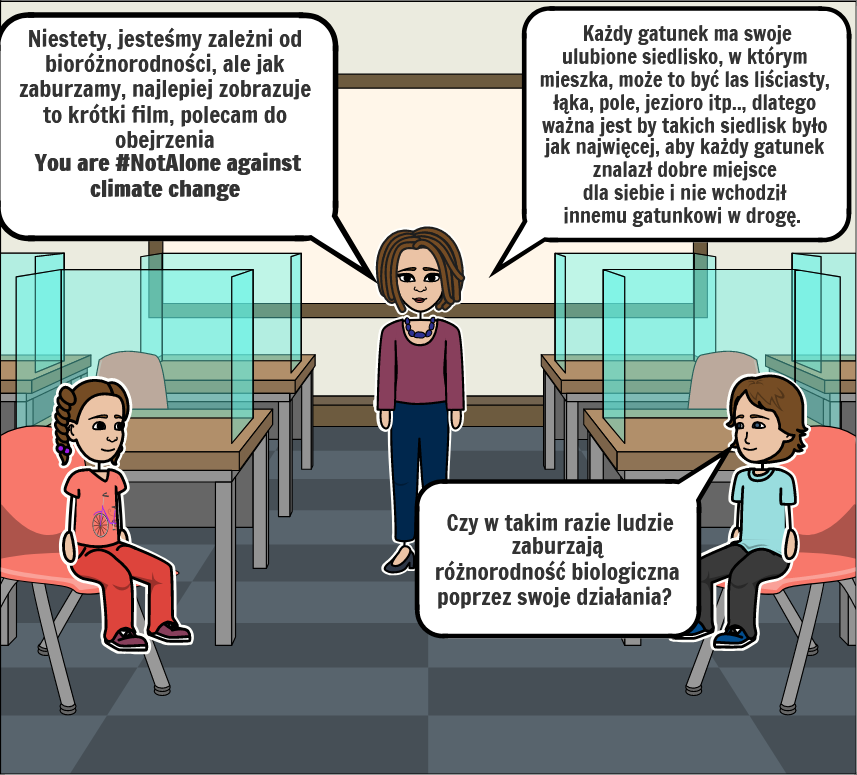 Niestety, jesteśmy zależni od
bioróżnorodności, ale jak
zaburzamy, najlepiej zobrazuje
to krótki film, polecam do
obejrzenia
You are #NotAlone against
climate change
Każdy gatunek ma swoje
ulubione siedlisko, w którym
mieszka, może to być las liściasty,
łąka, pole, jezioro itp.., dlatego
ważna jest by takich siedlisk było
jak najwięcej, aby każdy gatunek
znalazł dobre miejsce
dla siebie i nie wchodził
innemu gatunkowi w drogę.
Czy w takim razie ludzie
zaburzają
różnorodność biologiczna
poprzez swoje działania?